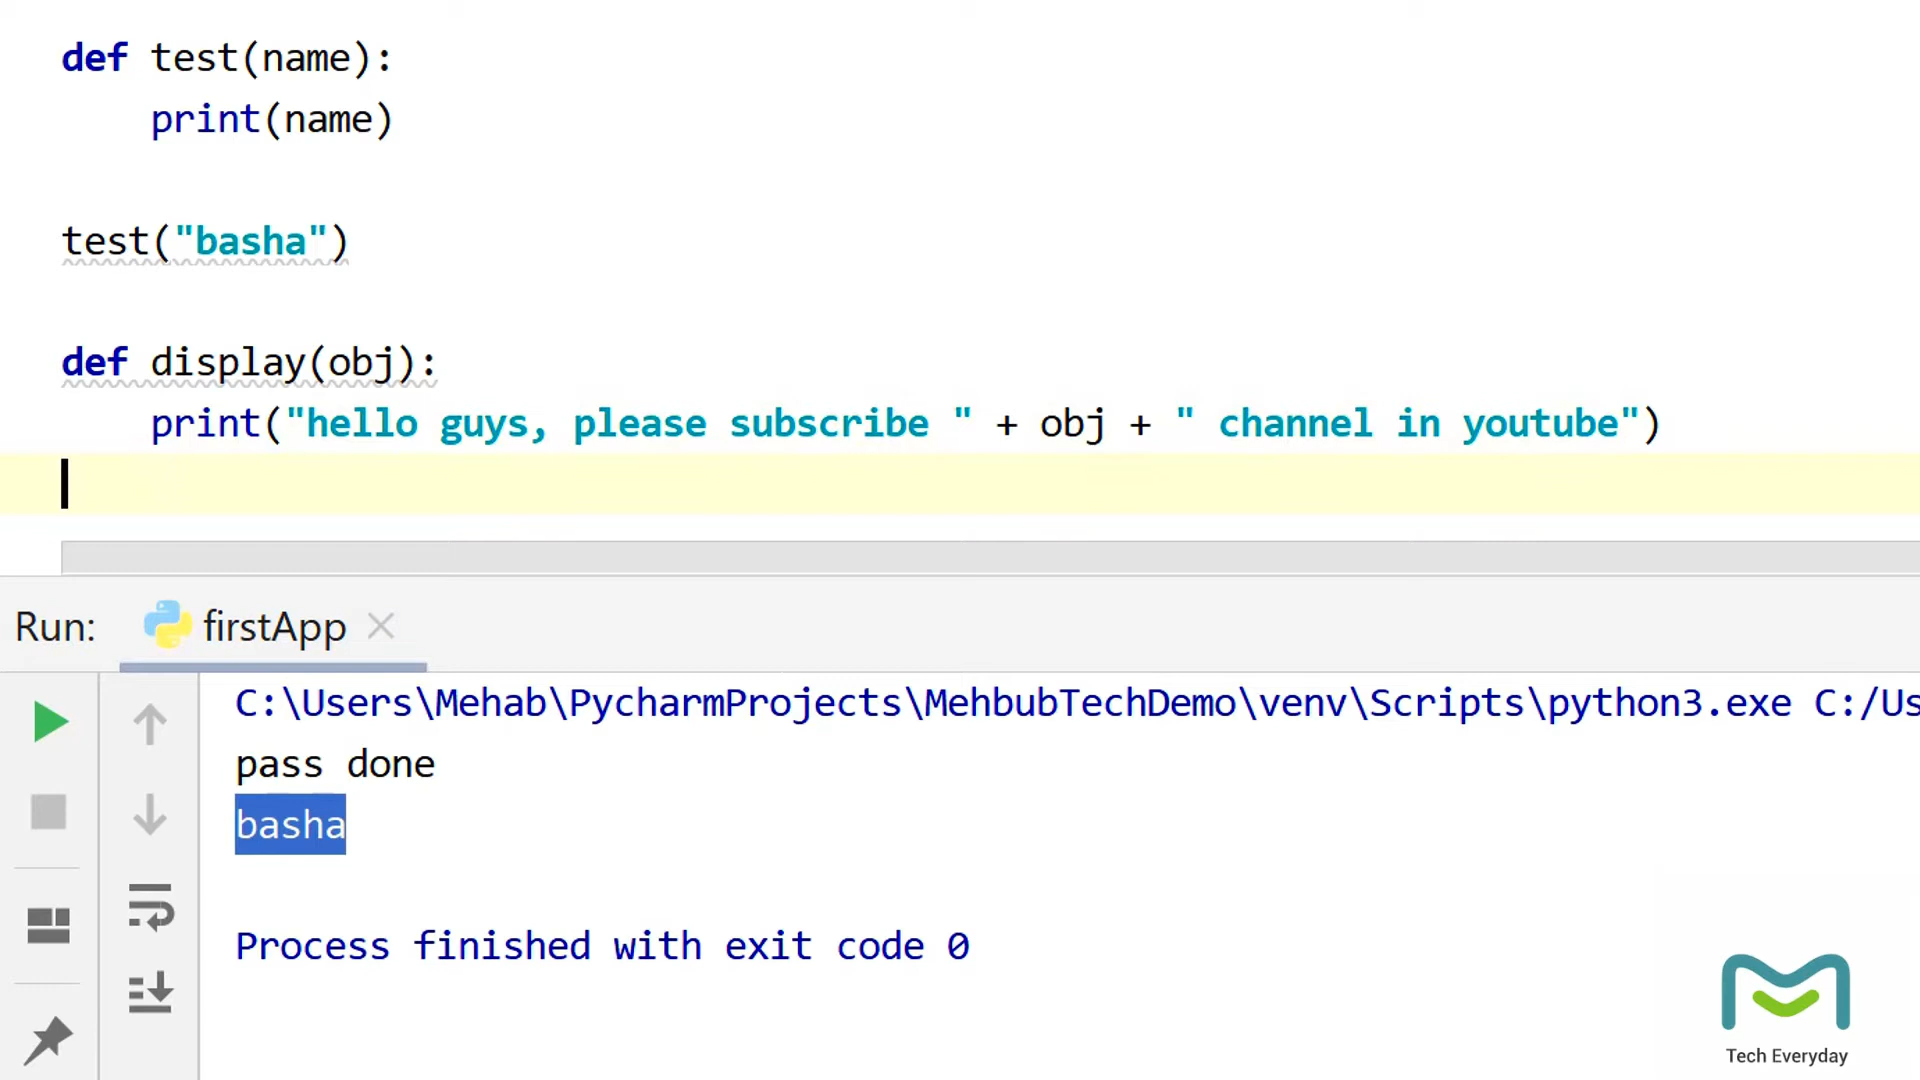 def test(name):
    print(name)
test("basha")
def display(obj):
    print("hello guys, please subscribe " + obj + " channel in youtube")
Run: firstApp
C:\Users\Mehab\PycharmProjects\MehbubTechDemo\venv\Scripts\python3.exe C:/Us
pass done
basha
Process finished with exit code 0
Tech Everyday